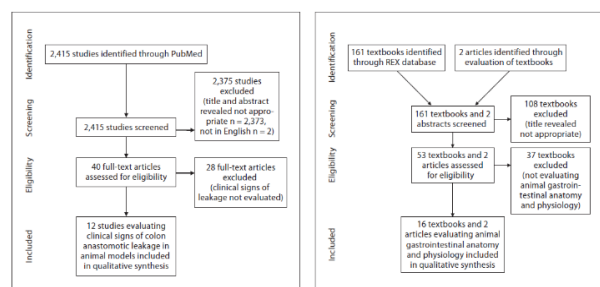 Identification
2,415 studies identified through PubMed
Screening
2,375 studies
excluded
(title and abstract
revealed not appro-
priate n = 2,373,
not in English n = 2)
2,415 studies screened
Eligibility
40 full-text articles
assessed for eligibility
28 full-text articles
excluded
(clinical signs of
leakage not evaluated)
Included
12 studies evaluating
clinical signs of colon
anastomotic leakage in
animal models included
in qualitative synthesis
Identification
161 textbooks identified
through REX database
2 articles identified through
evaluation of textbooks
Screening
161 textbooks and 2
abstracts screened
108 textbooks
excluded
(title revealed
not appropriate)
Eligibility
53 textbooks and 2
articles assessed
for eligibility
37 textbooks
excluded
(not evaluating
animal gastroin-
testinal anatomy
and physiology)
Included
16 textbooks and 2
articles evaluating animal
gastrointestinal anatomy
and physiology included
in qualitative synthesis